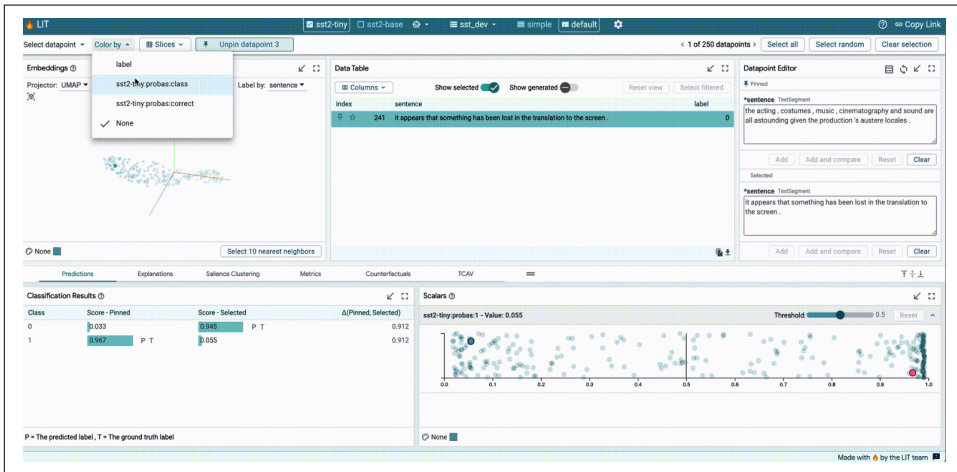 LIT
sst2-tiny
sst2-base
sst_dev
simple
default
Copy Link
Select datapoint
Color by
Slices
Unpin datapoint 3
< 1 of 250 datapoints >
Select all
Select random
Clear selection
label
sst2-tiny:probas:class
sst2-tiny:probas:correct
None
Embeddings
Projector: UMAP
Label by: sentence
None
Select 10 nearest neighbors
Data Table
Columns
Show selected
Show generated
Reset view
Select filtered
index sentence label
241 it appears that something has been lost in the translation to the screen . 0
Datapoint Editor
Pinned
*sentence TextSegment
the acting , costumes , music , cinematography and sound are
all astounding given the production 's austere locales .
Add Add and compare Reset Clear
Selected
*sentence TextSegment
it appears that something has been lost in the translation to
the screen .
Add Add and compare Reset Clear
Predictions Explanations Salience Clustering Metrics Counterfactuals TCAV
Classification Results
Class Score - Pinned Score - Selected Δ(Pinned, Selected)
0 0.033 0.945 P T 0.912
1 0.967 P T 0.055 0.912
P = The predicted label , T = The ground truth label
Scalars
sst2-tiny:probas:1 - Value: 0.055
Threshold: 0.5 Reset
0.0 0.1 0.2 0.3 0.4 0.5 0.6 0.7 0.8 0.9 1.0
None
Made with by the LIT team